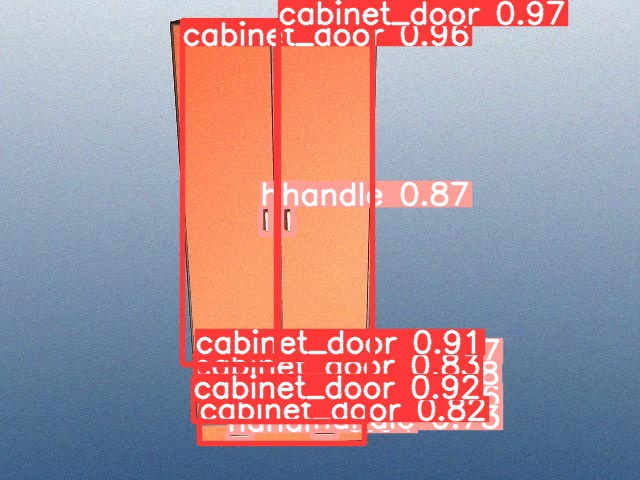 cabinet_door 0.97
cabinet_door 0.96
handle 0.87
cabinet_door 0.91
cabinet_door 0.83
cabinet_door 0.92
cabinet_door 0.82